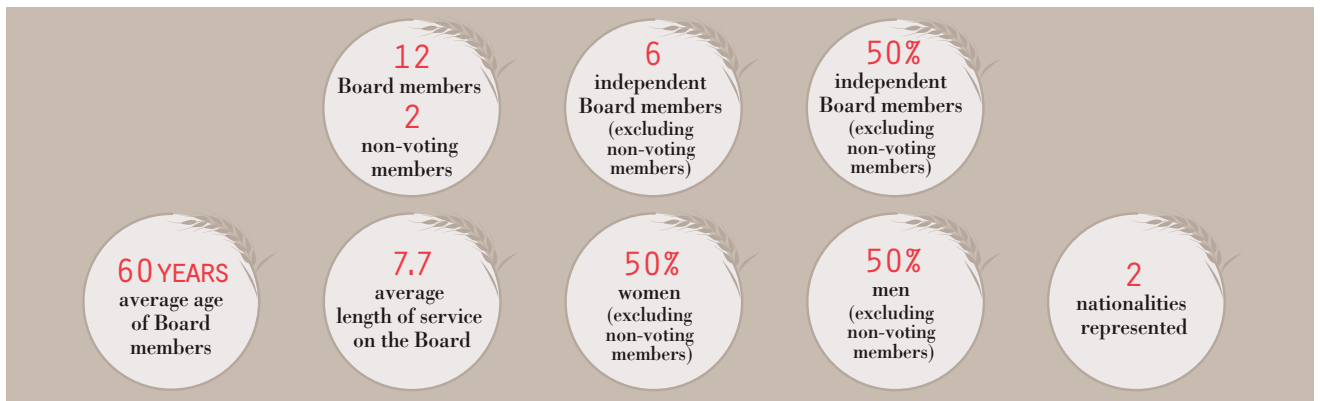 12
Board members
2
non-voting
members
6
independent
Board members
(excluding
non-voting
members)
50%
independent
Board members
(excluding
non-voting
members)
60 YEARS
average age
of Board
members
7.7
average
length of service
on the Board
50%
women
(excluding
non-voting
members)
50%
men
(excluding
non-voting
members)
2
nationalities
represented